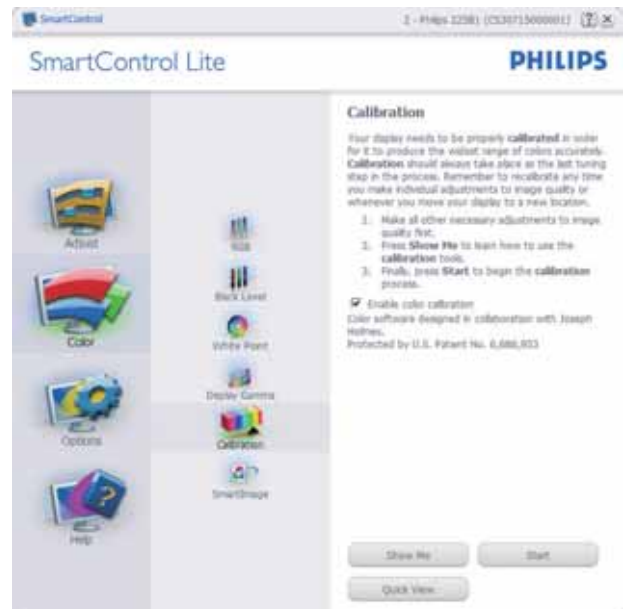 SmartControl
2 - Philips 225B1 (CS30715000001)
SmartControl Lite
PHILIPS
Adjust
Color
Options
Help
RGB
Black Level
White Point
Display Gamma
Calibration
SmartImage
Calibration
Your display needs to be properly calibrated in order
for it to produce the widest range of colors accurately.
Calibration should always take place as the last tuning
step in the process. Remember to recalibrate any time
you make individual adjustments to image quality or
whenever you move your display to a new location.
1. Make all other necessary adjustments to image
quality first.
2. Press Show Me to learn how to use the
calibration tools.
3. Finally, press Start to begin the calibration
process.
Enable color calibration
Color software designed in collaboration with Joseph
Holmes.
Protected by U.S. Patent No. 6,686,953
Show Me
Start
Quick View